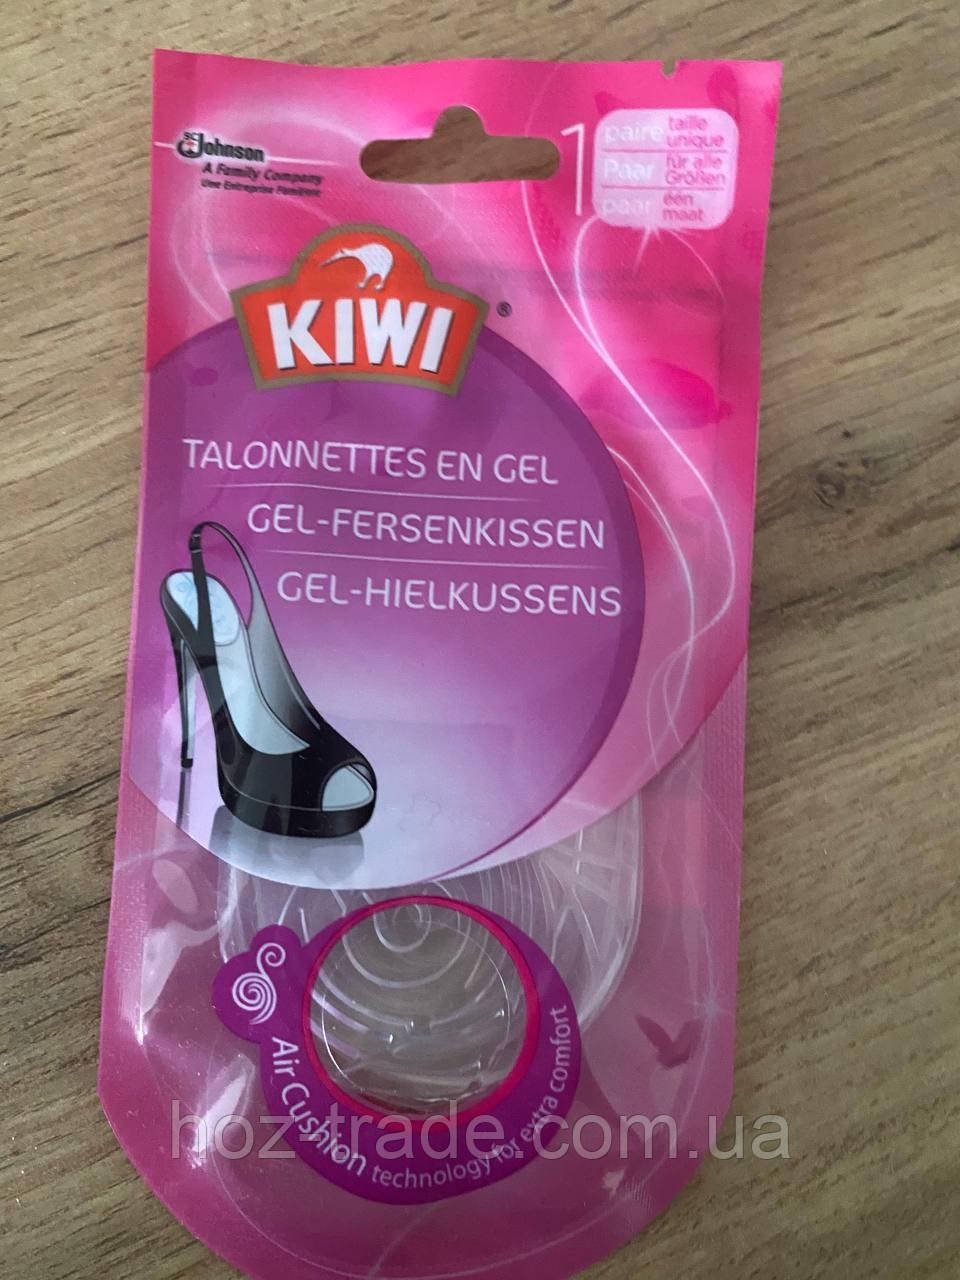 SC Johnson
A Family Company
Une Entreprise Familiale
1 paire taille unique
Paar für alle Größen
paar één maat
KIWI ®
TALONNETTES EN GEL
GEL-FERSENKISSEN
GEL-HIELKUSSENS
Air Cushion technology for extra comfort
hoz-trade.com.ua